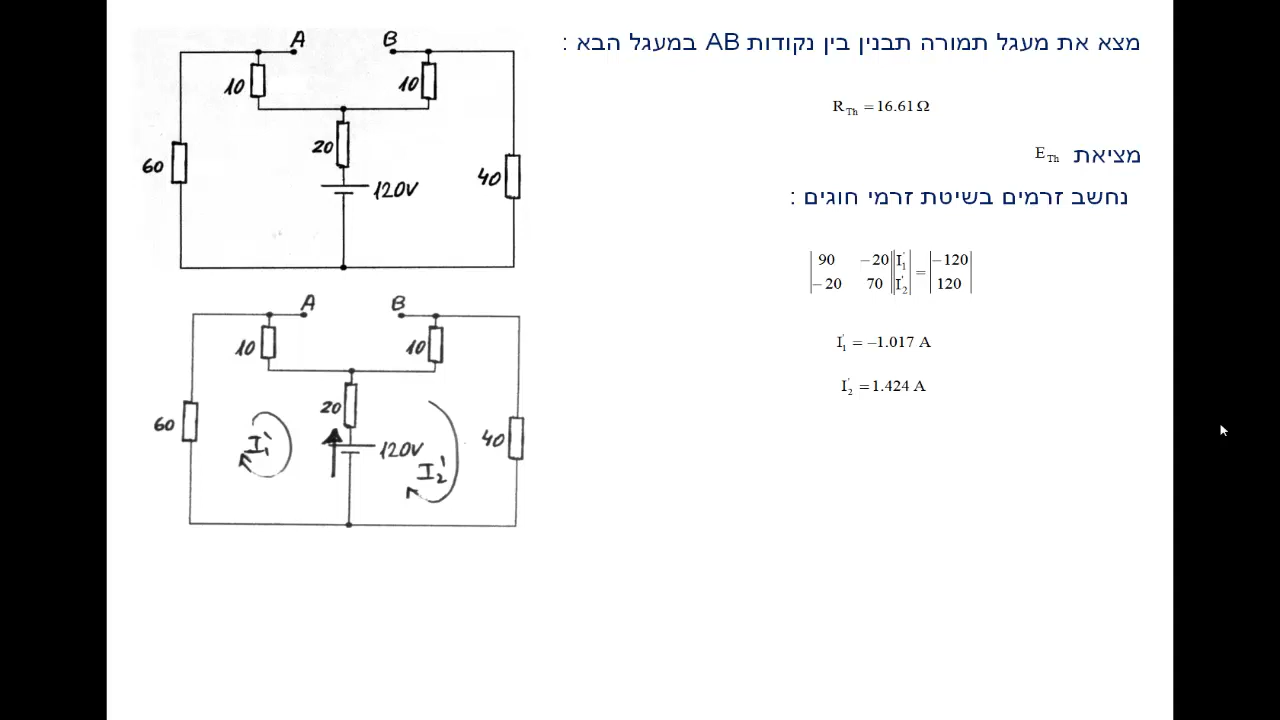 מצא את מעגל תמורה תבנין בין נקודות AB במעגל הבא :
R Th = 16.61 Ω
מציאת E Th
נחשב זרמים בשיטת זרמי חוגים :
|90 −20| |I'1| = |−120|
|−20 70| |I'2| |120|
I'1 = −1.017 A
I'2 = 1.424 A
A B
10 10
20
60 120V 40
A B
10 10
20
60 I'1 120V I'2 40